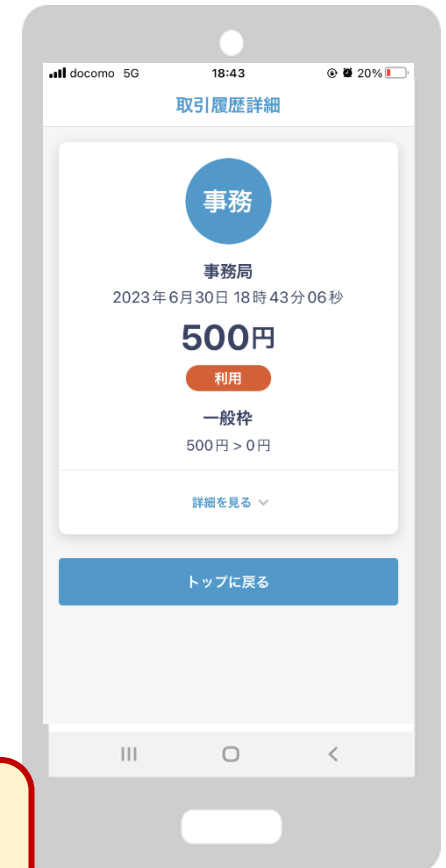 docomo 5G 18:43 20%
取引履歴詳細
事務
事務局
2023年6月30日 18時43分06秒
500円
利用
一般枠
500円 > 0円
詳細を見る
トップに戻る